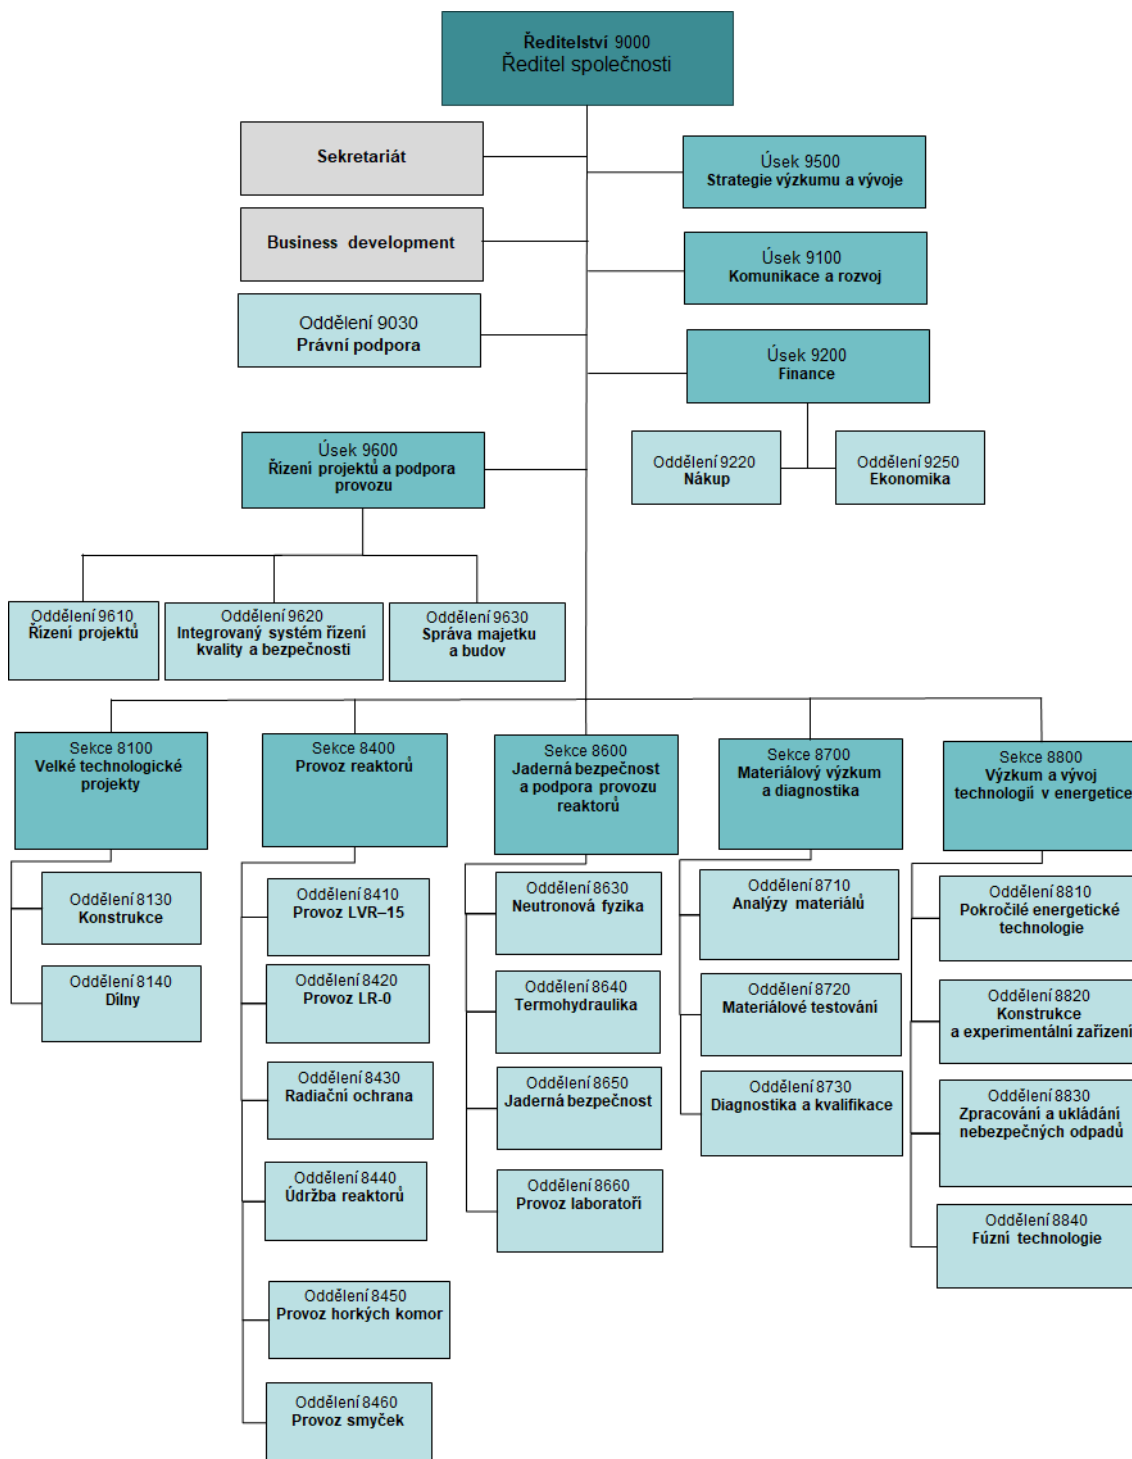 Ředitelství 9000
Ředitel společnosti
Sekretariát
Úsek 9500
Strategie výzkumu a vývoje
Business development
Úsek 9100
Komunikace a rozvoj
Oddělení 9030
Právní podpora
Úsek 9200
Finance
Úsek 9600
Řízení projektů a podpora
provozu
Oddělení 9220
Nákup
Oddělení 9250
Ekonomika
Oddělení 9610
Řízení projektů
Oddělení 9620
Integrovaný systém řízení
kvality a bezpečnosti
Oddělení 9630
Správa majetku
a budov
Sekce 8100
Velké technologické
projekty
Sekce 8400
Provoz reaktorů
Sekce 8600
Jaderná bezpečnost
a podpora provozu
reaktorů
Sekce 8700
Materiálový výzkum
a diagnostika
Sekce 8800
Výzkum a vývoj
technologií v energetice
Oddělení 8130
Konstrukce
Oddělení 8140
Dílny
Oddělení 8410
Provoz LVR–15
Oddělení 8420
Provoz LR-0
Oddělení 8430
Radiační ochrana
Oddělení 8440
Údržba reaktorů
Oddělení 8450
Provoz horkých komor
Oddělení 8460
Provoz smyček
Oddělení 8630
Neutronová fyzika
Oddělení 8640
Termohydraulika
Oddělení 8650
Jaderná bezpečnost
Oddělení 8660
Provoz laboratoří
Oddělení 8710
Analýzy materiálů
Oddělení 8720
Materiálové testování
Oddělení 8730
Diagnostika a kvalifikace
Oddělení 8810
Pokročilé energetické
technologie
Oddělení 8820
Konstrukce
a experimentální zařízení
Oddělení 8830
Zpracování a ukládání
nebezpečných odpadů
Oddělení 8840
Fúzní technologie